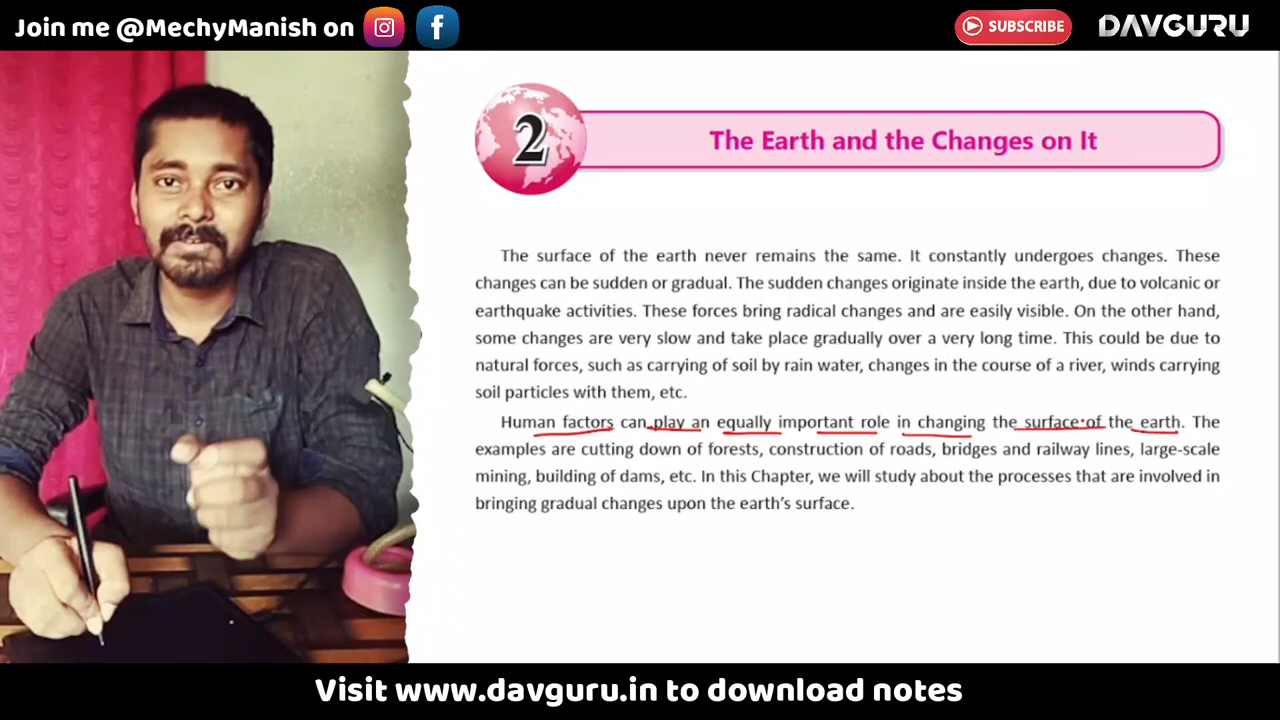 Join me @MechyManish on
SUBSCRIBE
DAVGURU
2
The Earth and the Changes on It
The surface of the earth never remains the same. It constantly undergoes changes. These
changes can be sudden or gradual. The sudden changes originate inside the earth, due to volcanic or
earthquake activities. These forces bring radical changes and are easily visible. On the other hand,
some changes are very slow and take place gradually over a very long time. This could be due to
natural forces, such as carrying of soil by rain water, changes in the course of a river, winds carrying
soil particles with them, etc.
Human factors can play an equally important role in changing the surface of the earth. The
examples are cutting down of forests, construction of roads, bridges and railway lines, large-scale
mining, building of dams, etc. In this Chapter, we will study about the processes that are involved in
bringing gradual changes upon the earth's surface.
Visit www.davguru.in to download notes